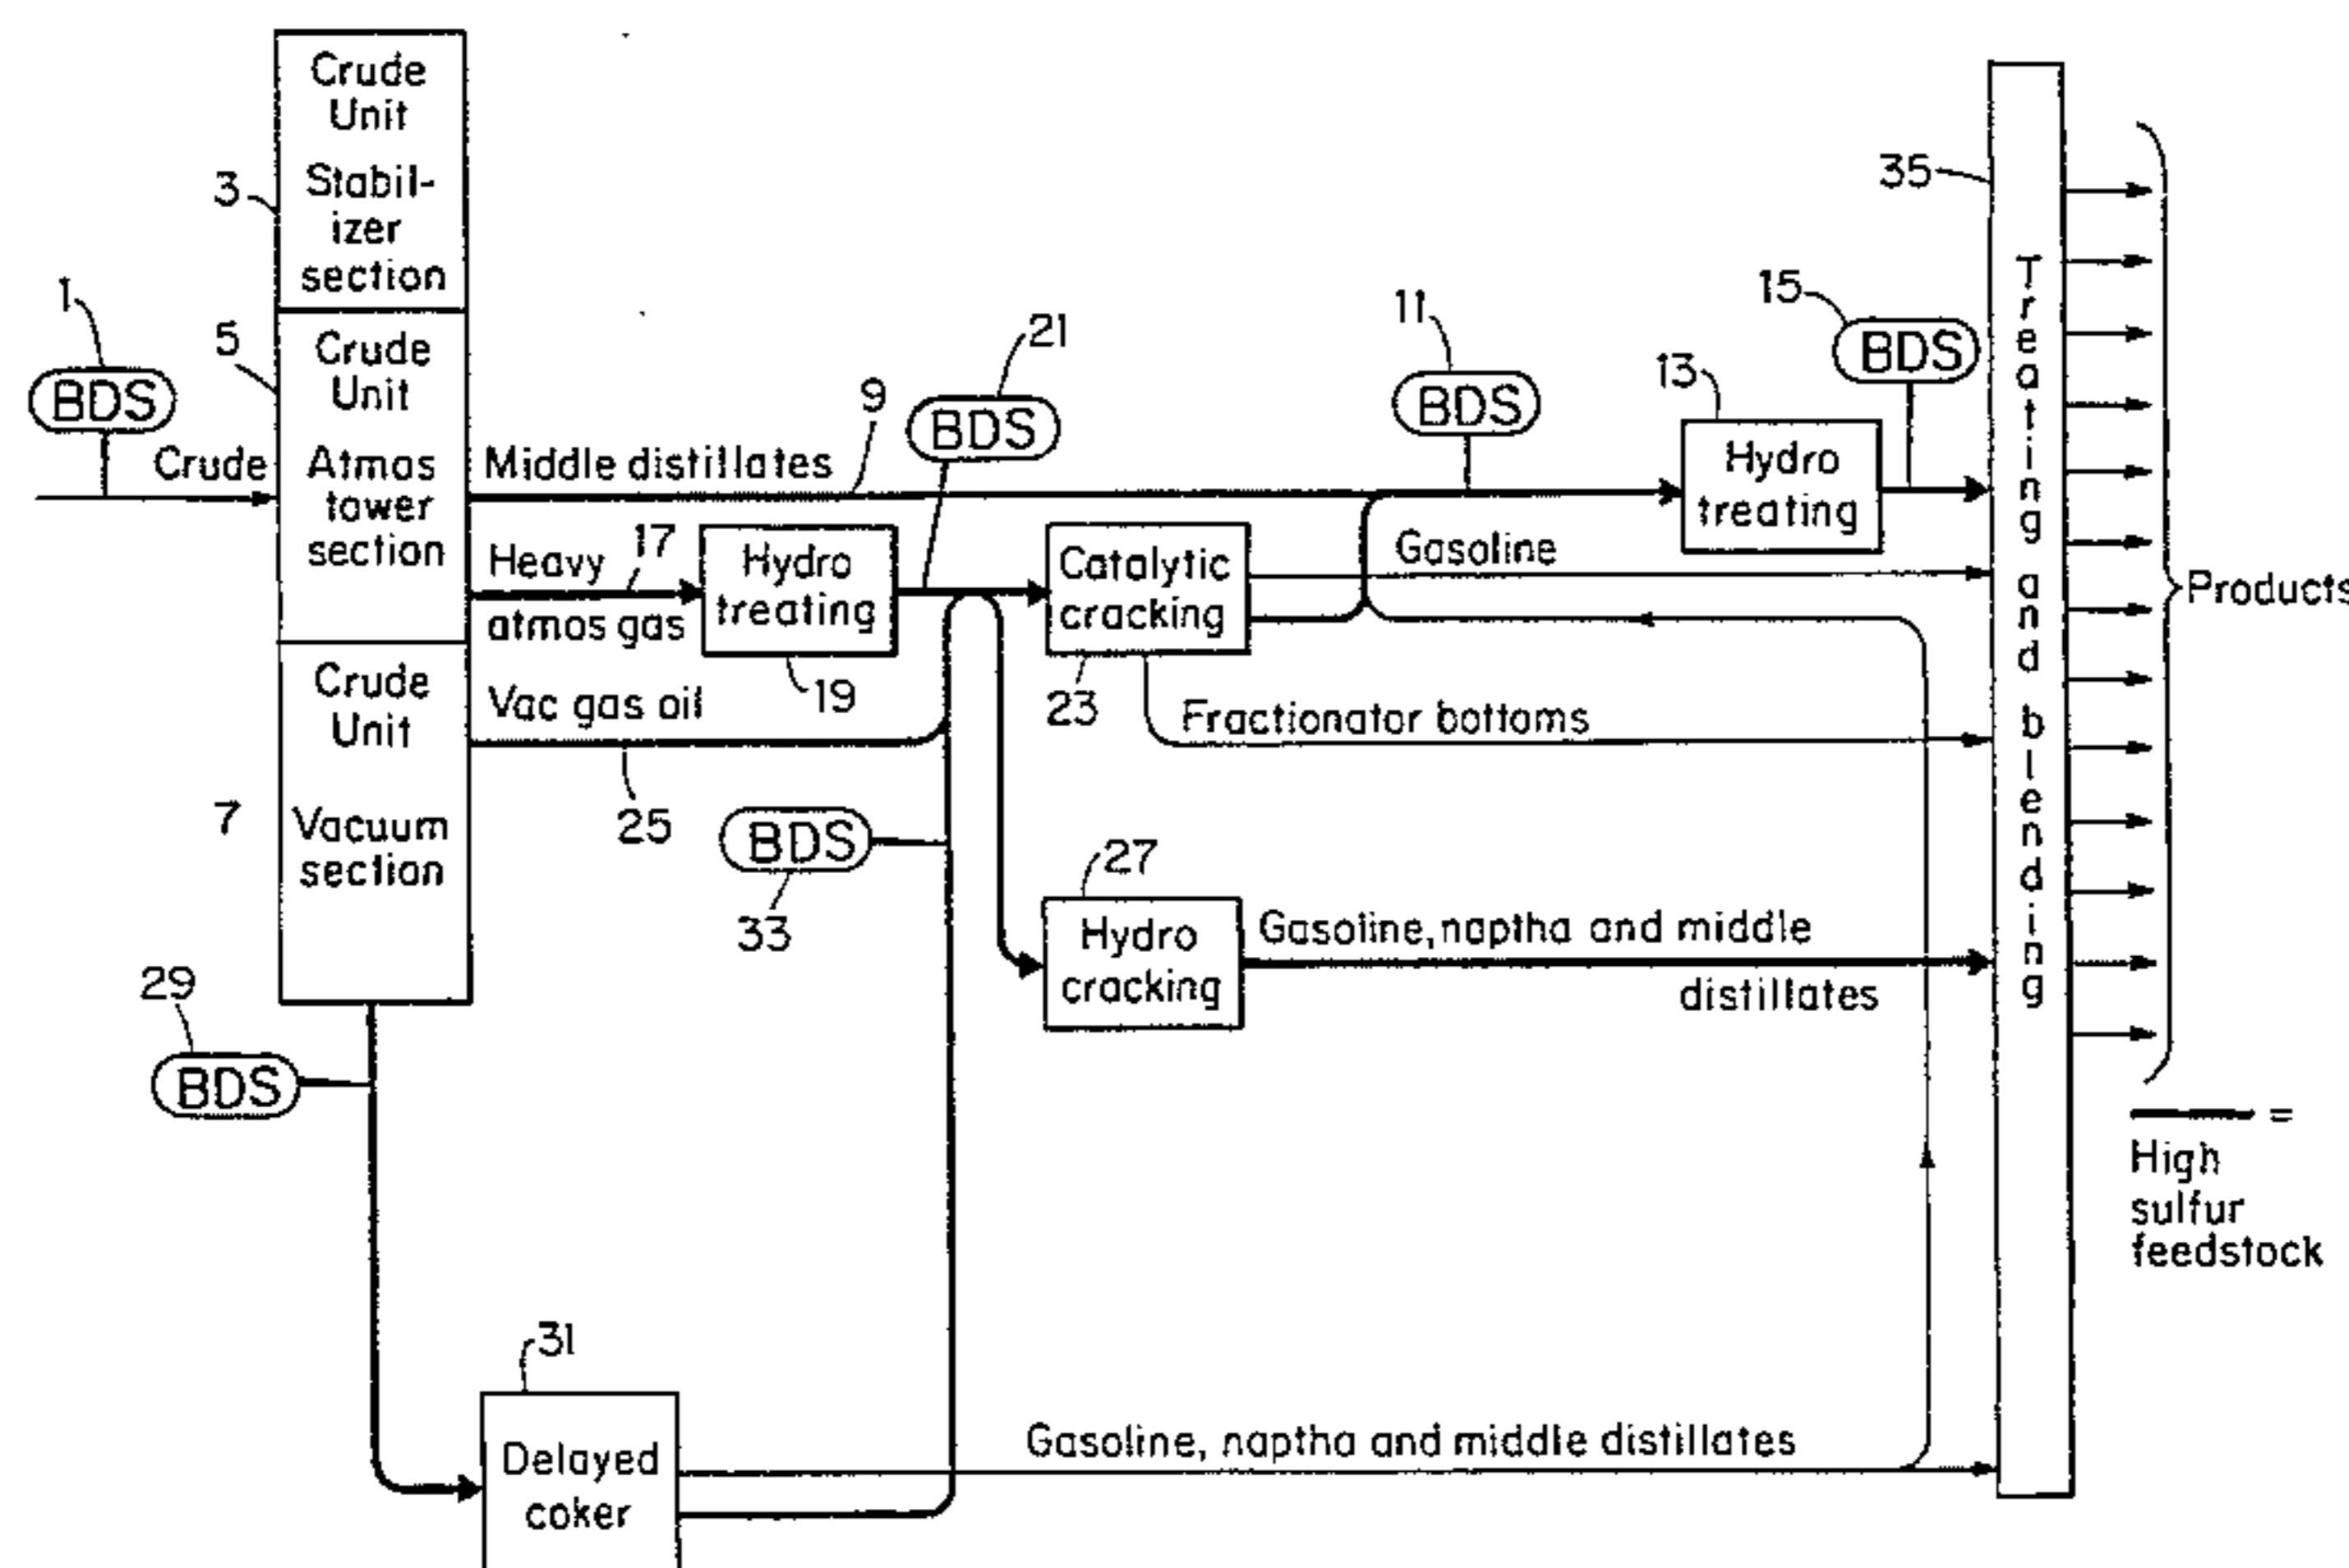 Crude
Unit
Stabil-
izer
section
3
1
BDS
Crude
5
Crude
Unit
Atmos
tower
section
Crude
Unit
7
Vacuum
section
Middle distillates
9
21
BDS
Heavy
17
atmos gas
Hydro
treating
19
Vac gas oil
25
BDS
33
Catalytic
cracking
23
11
BDS
13
Hydro
treating
15
BDS
35
Gasoline
Fractionator bottoms
27
Hydro
cracking
Gasoline, naptha and middle
distillates
29
BDS
31
Delayed
coker
Gasoline, naptha and middle distillates
Treating and blending
Products
=
High
sulfur
feedstock